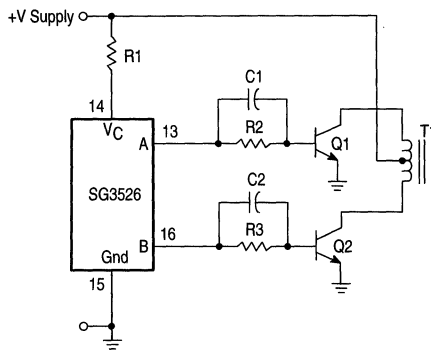 +V Supply
R1
C1
14
VC
13
A
R2
Q1
T1
SG3526
C2
16
B
R3
Q2
Gnd
15